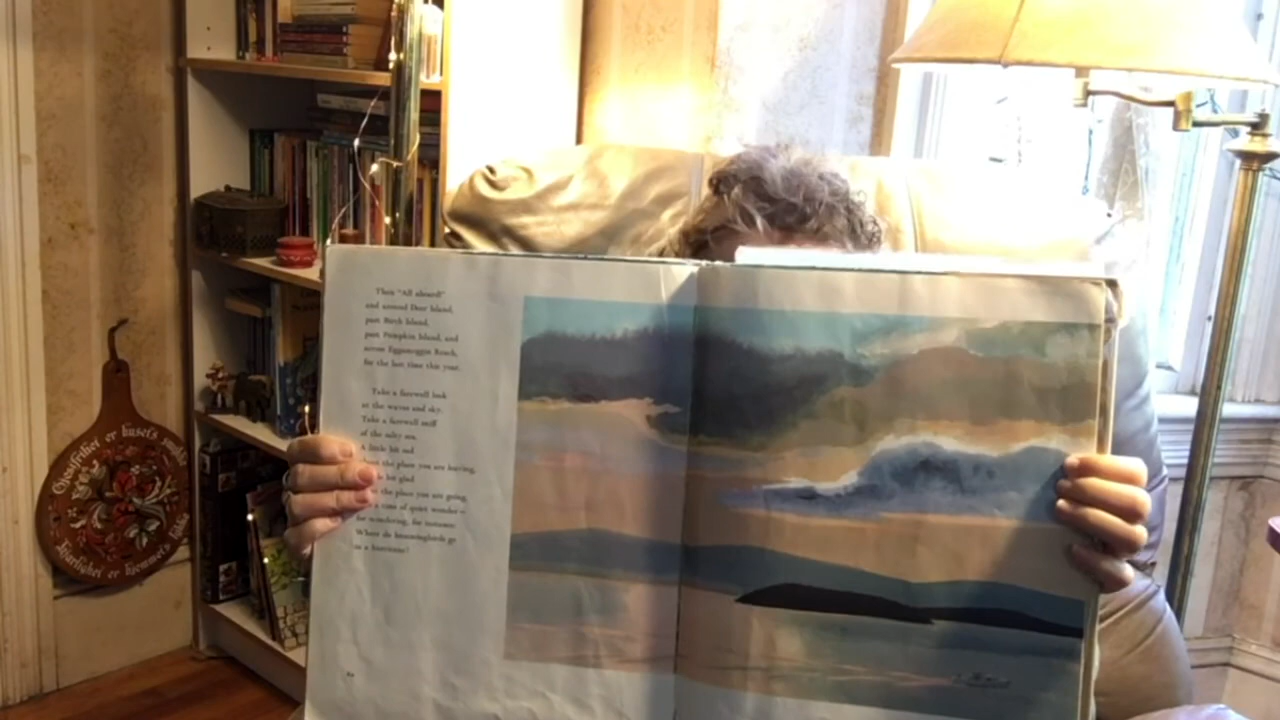 Then "All aboard!"
and around Deer Island,
past Birch Island,
past Pumpkin Island, and
across Eggemoggin Reach,
for the last time this year.
Take a farewell look
at the waves and sky.
Take a farewell sniff
of the salty sea.
A little bit sad
the place you are leaving,
bit glad
the place you are going.
a time of quiet wonder—
for wondering, for instance:
Where do hummingbirds go
in a hurricane?